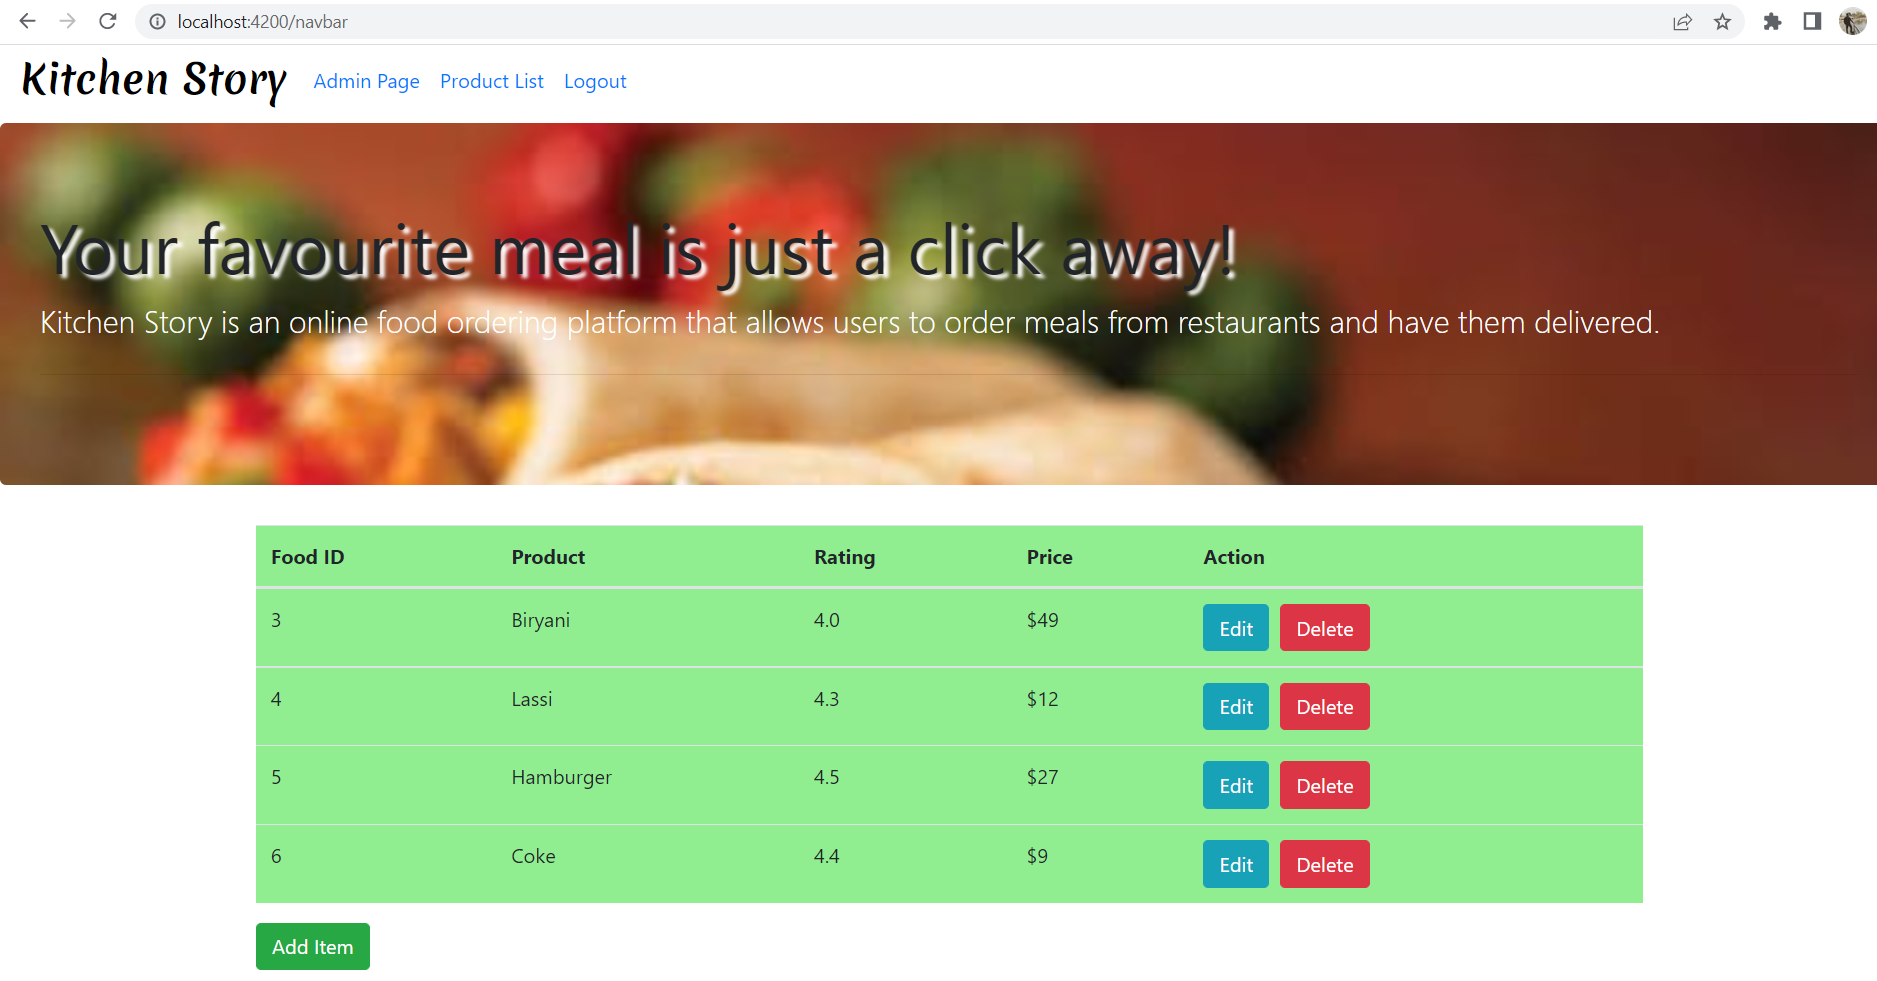 localhost:4200/navbar
Kitchen Story Admin Page Product List Logout
Your favourite meal is just a click away!
Kitchen Story is an online food ordering platform that allows users to order meals from restaurants and have them delivered.
Food ID Product Rating Price Action
3 Biryani 4.0 $49 Edit Delete
4 Lassi 4.3 $12 Edit Delete
5 Hamburger 4.5 $27 Edit Delete
6 Coke 4.4 $9 Edit Delete
Add Item